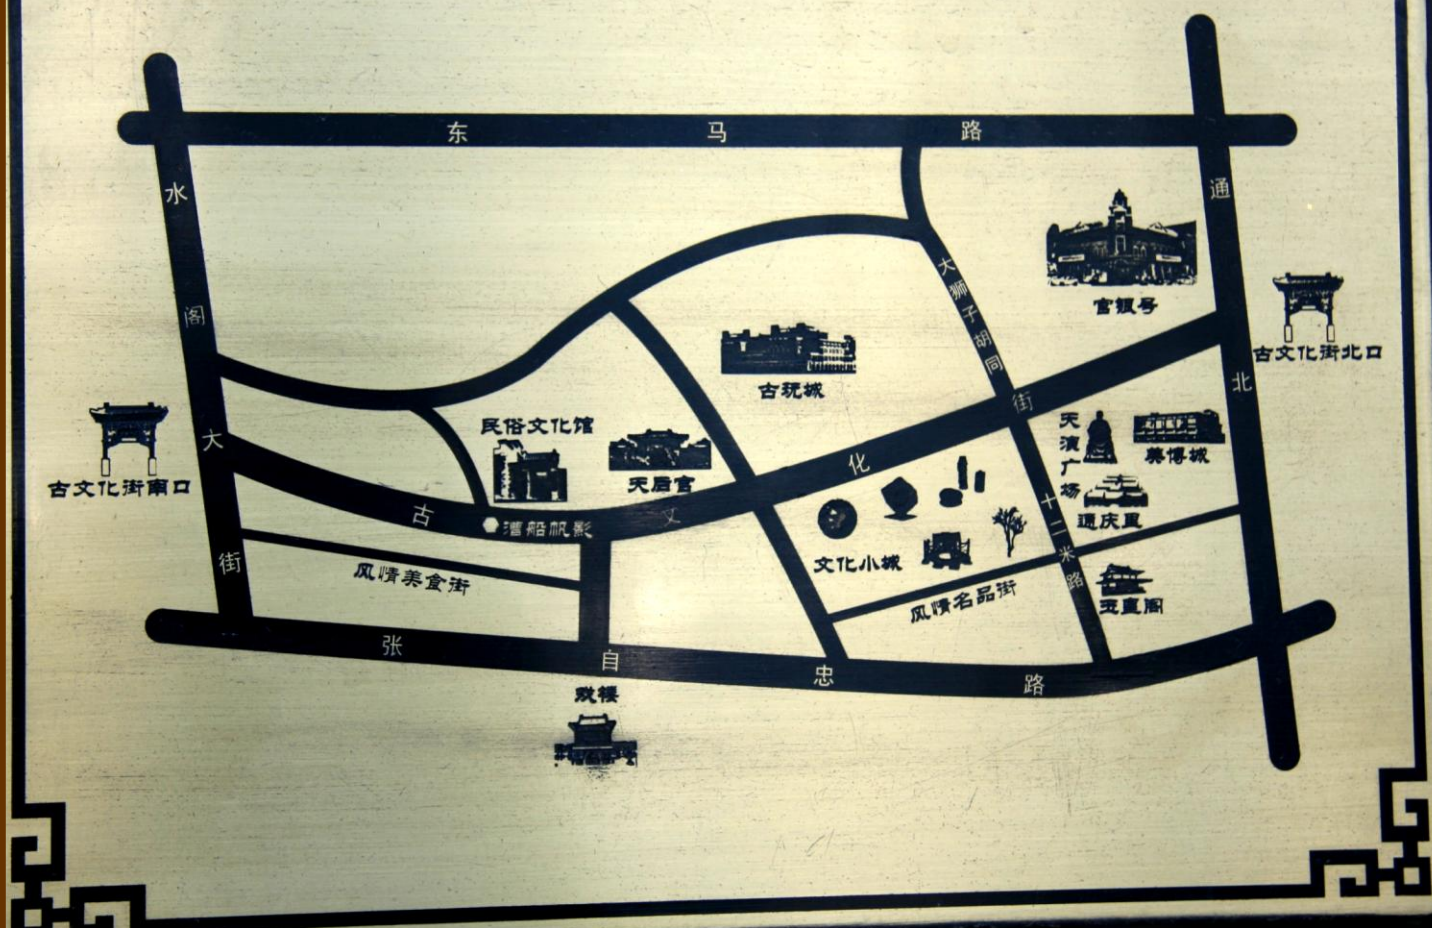 东马路
水阁大街
通北
大狮子胡同
官银号
古文化街北口
古玩城
民俗文化馆
天后宫
古文化街
天演广场
美博城
古文化街南口
漕船帆影
通庆里
十二米路
文化小城
风情美食街
风情名品街
玉皇阁
张自忠路
戏楼